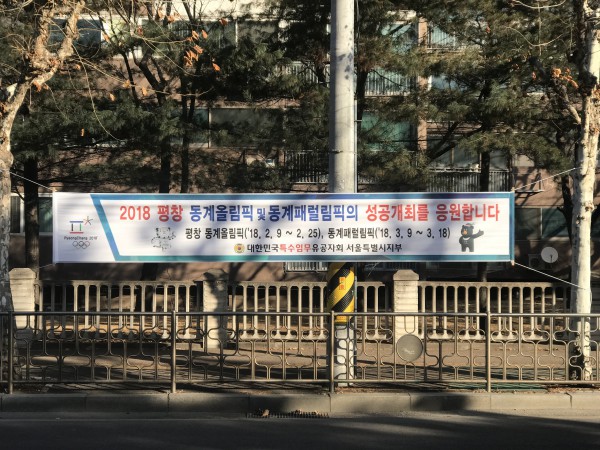 2018 평창 동계올림픽 및 동계패럴림픽의 성공개최를 응원합니다
평창 동계올림픽('18, 2, 9 ~ 2, 25), 동계패럴림픽('18, 3, 9 ~ 3, 18)
대한민국특수임무유공자회 서울특별시지부
PyeongChang 2018